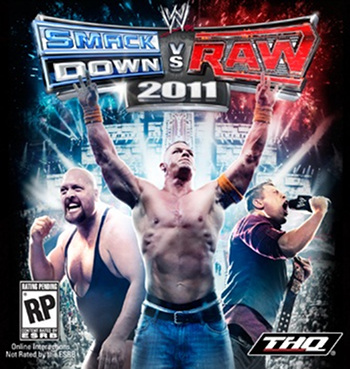 W
SMACK
DOWN
VS
RAW
2011
RATING PENDING
RP
CONTENT RATED BY
ESRB
Online Interactions
Not Rated by the ESRB
THQ